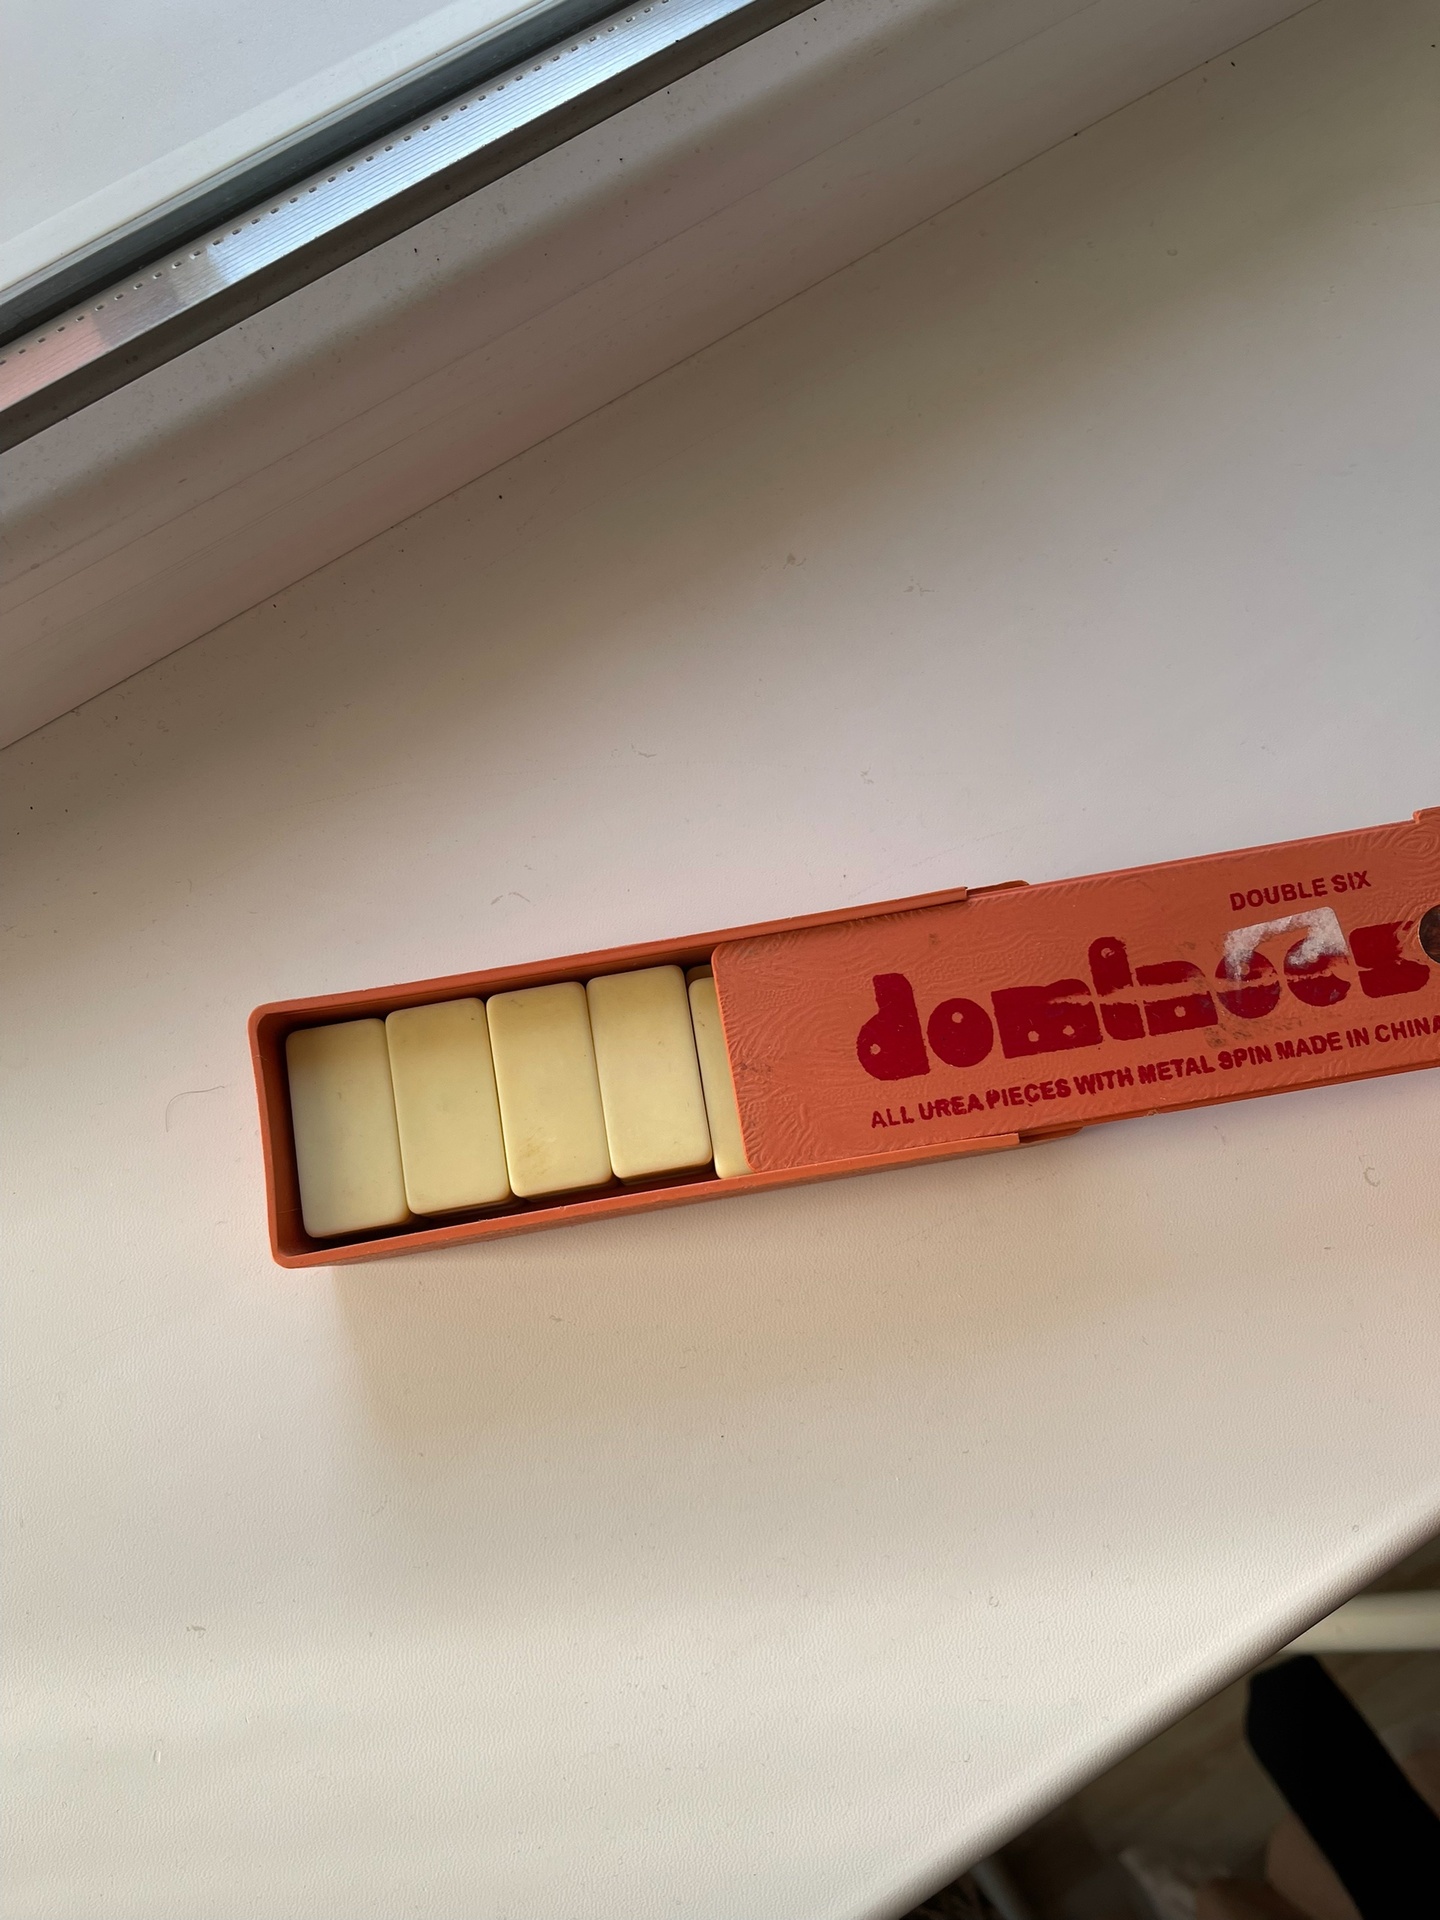 DOUBLE SIX
dominoes
ALL UREA PIECES WITH METAL SPIN MADE IN CHINA